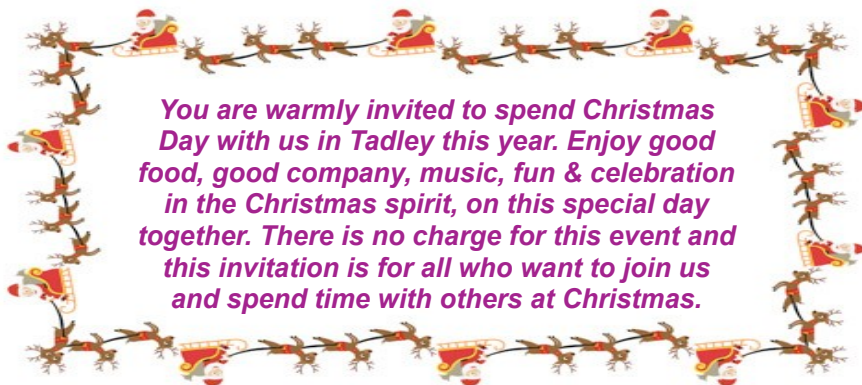 You are warmly invited to spend Christmas
Day with us in Tadley this year. Enjoy good
food, good company, music, fun & celebration
in the Christmas spirit, on this special day
together. There is no charge for this event and
this invitation is for all who want to join us
and spend time with others at Christmas.